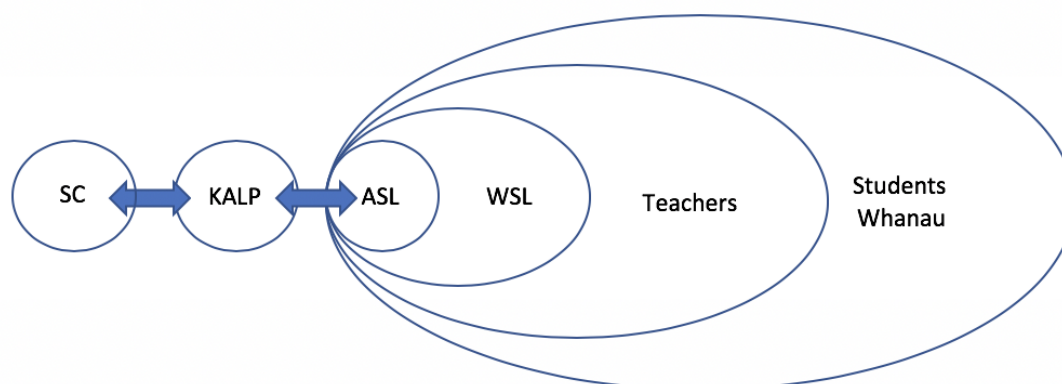 SC
KALP
ASL
WSL
Teachers
Students
Whanau